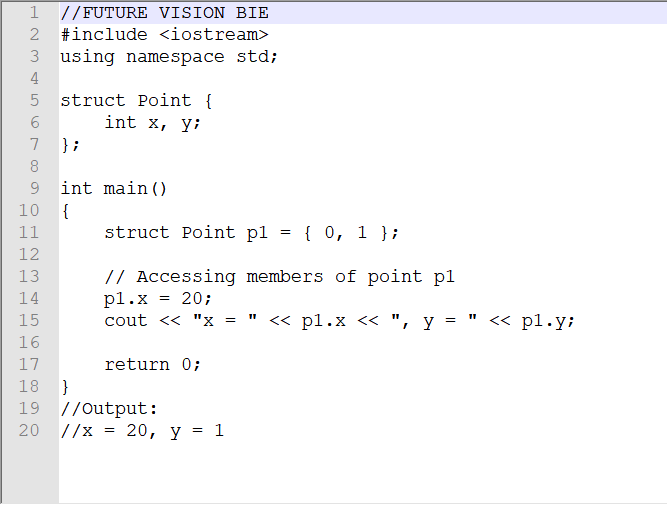 1 //FUTURE VISION BIE
2 #include <iostream>
3 using namespace std;
4
5 struct Point {
6     int x, y;
7 };
8
9 int main()
10 {
11     struct Point p1 = { 0, 1 };
12
13     // Accessing members of point p1
14     p1.x = 20;
15     cout << "x = " << p1.x << ", y = " << p1.y;
16
17     return 0;
18 }
19 //Output:
20 //x = 20, y = 1